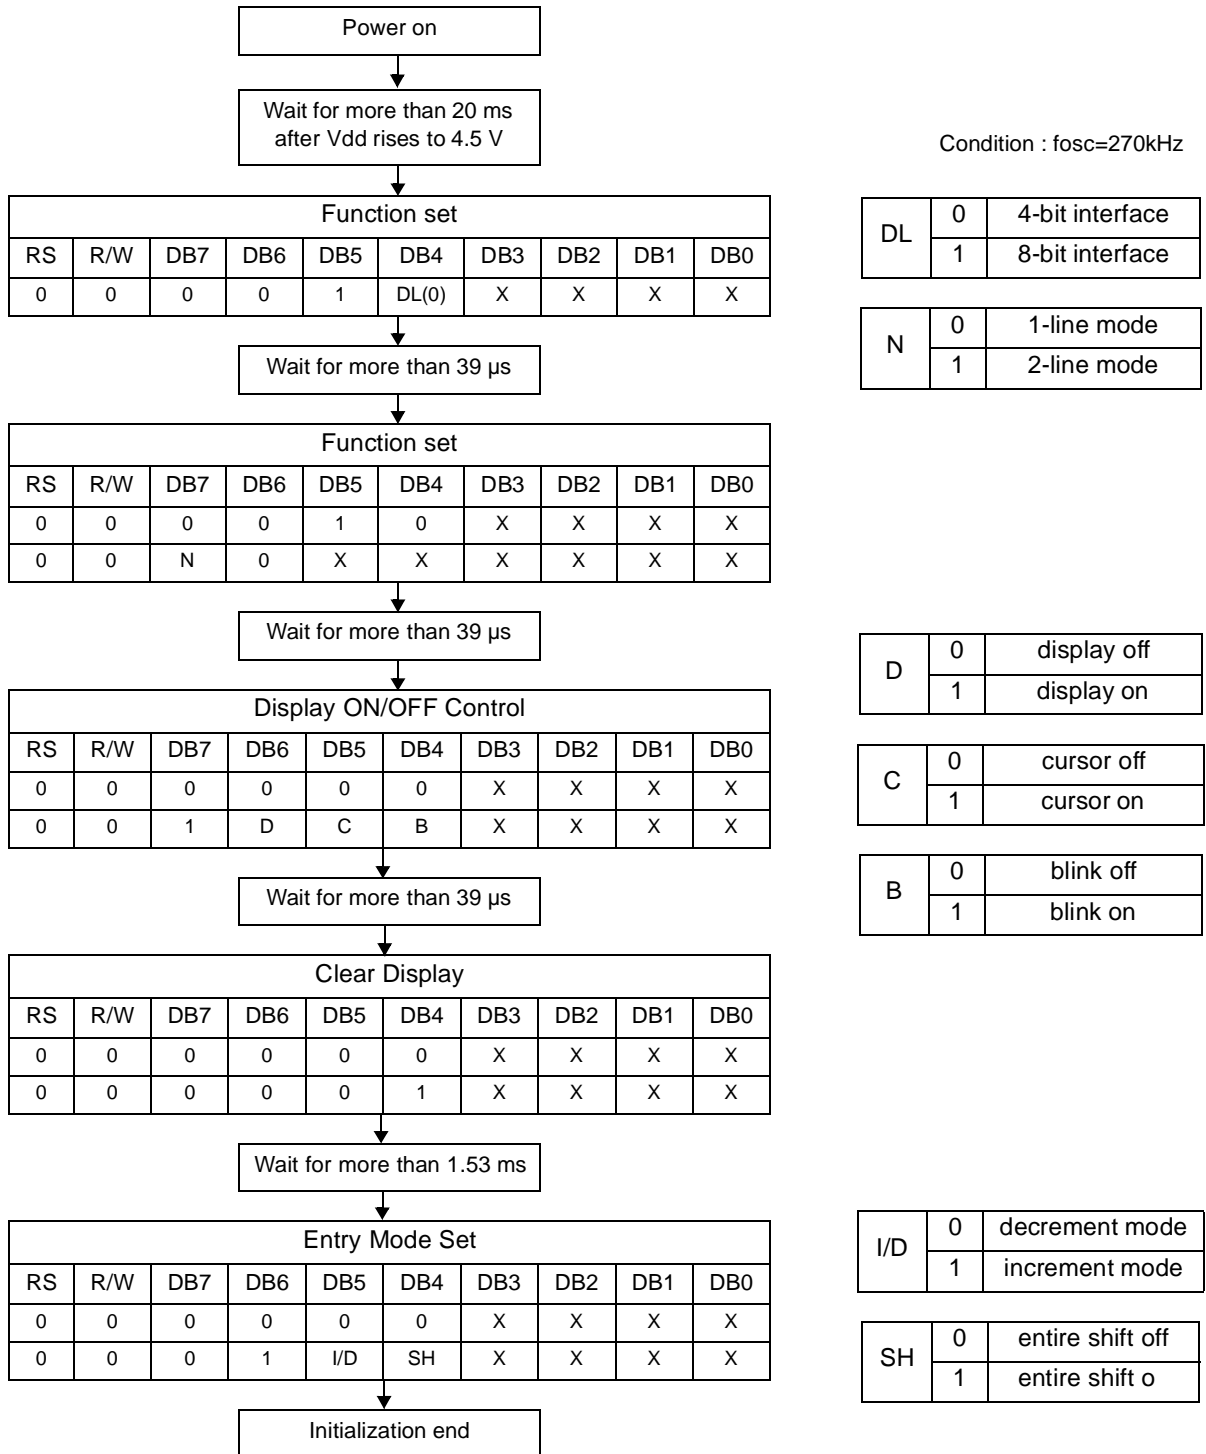 Power on
Wait for more than 20 ms
after Vdd rises to 4.5 V
Condition : fosc=270kHz
Function set
RS R/W DB7 DB6 DB5 DB4 DB3 DB2 DB1 DB0
0 0 0 0 1 DL(0) X X X X
DL 0 4-bit interface
1 8-bit interface
Wait for more than 39 µs
N 0 1-line mode
1 2-line mode
Function set
RS R/W DB7 DB6 DB5 DB4 DB3 DB2 DB1 DB0
0 0 0 0 1 0 X X X X
0 0 N 0 X X X X X X
Wait for more than 39 µs
D 0 display off
1 display on
Display ON/OFF Control
RS R/W DB7 DB6 DB5 DB4 DB3 DB2 DB1 DB0
0 0 0 0 0 0 X X X X
0 0 1 D C B X X X X
C 0 cursor off
1 cursor on
Wait for more than 39 µs
B 0 blink off
1 blink on
Clear Display
RS R/W DB7 DB6 DB5 DB4 DB3 DB2 DB1 DB0
0 0 0 0 0 0 X X X X
0 0 0 0 0 1 X X X X
Wait for more than 1.53 ms
Entry Mode Set
RS R/W DB7 DB6 DB5 DB4 DB3 DB2 DB1 DB0
0 0 0 0 0 0 X X X X
0 0 0 1 I/D SH X X X X
I/D 0 decrement mode
1 increment mode
SH 0 entire shift off
1 entire shift o
Initialization end